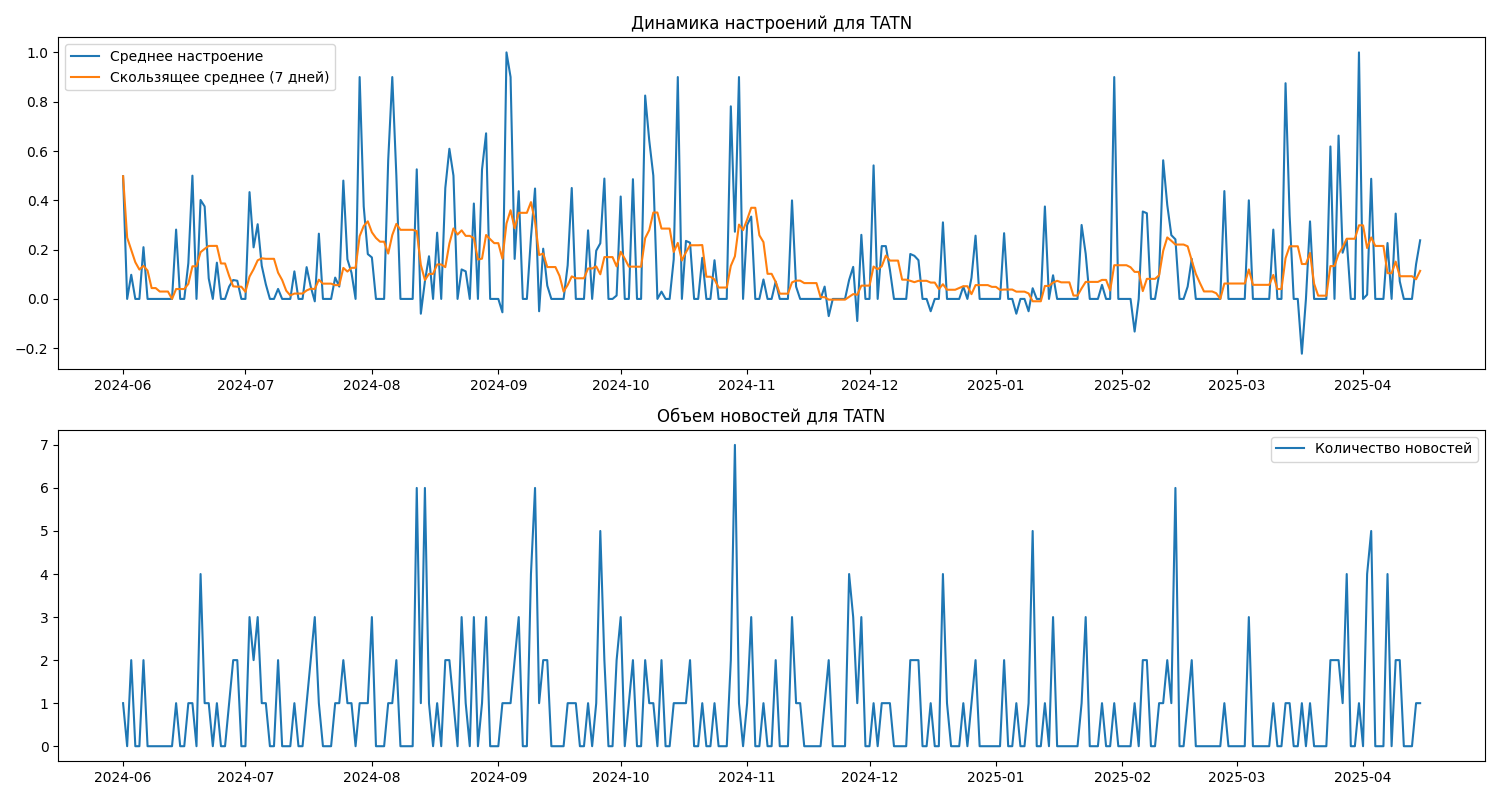 Динамика настроений для TATN
Среднее настроение
Скользящее среднее (7 дней)
1.0
0.8
0.6
0.4
0.2
0.0
−0.2
2024-06 2024-07 2024-08 2024-09 2024-10 2024-11 2024-12 2025-01 2025-02 2025-03 2025-04
Объем новостей для TATN
Количество новостей
7
6
5
4
3
2
1
0
2024-06 2024-07 2024-08 2024-09 2024-10 2024-11 2024-12 2025-01 2025-02 2025-03 2025-04